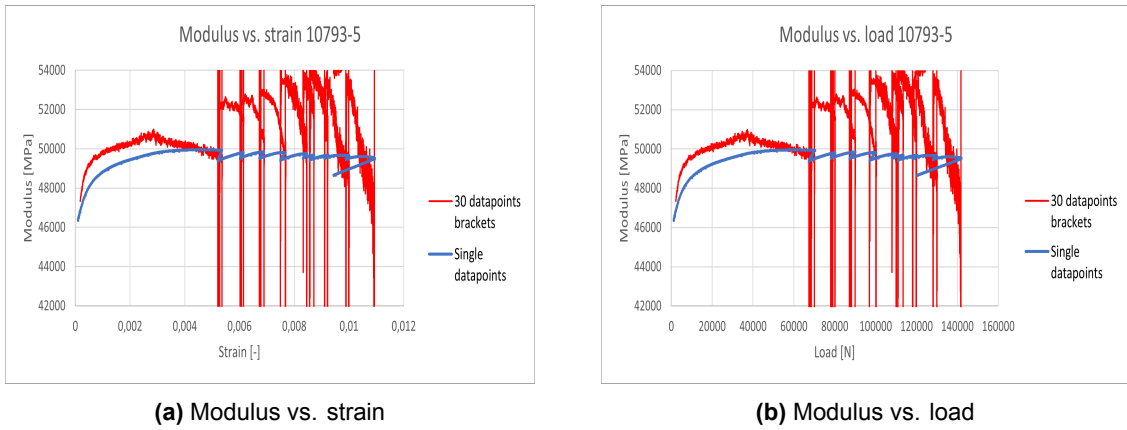 Modulus vs. strain 10793-5
54000
52000
50000
48000
46000
44000
42000
Modulus [MPa]
0
0,002
0,004
0,006
0,008
0,01
0,012
Strain [-]
30 datapoints
brackets
Single
datapoints
(a) Modulus vs. strain
Modulus vs. load 10793-5
54000
52000
50000
48000
46000
44000
42000
Modulus [MPa]
0
20000
40000
60000
80000
100000
120000
140000
160000
Load [N]
30 datapoints
brackets
Single
datapoints
(b) Modulus vs. load